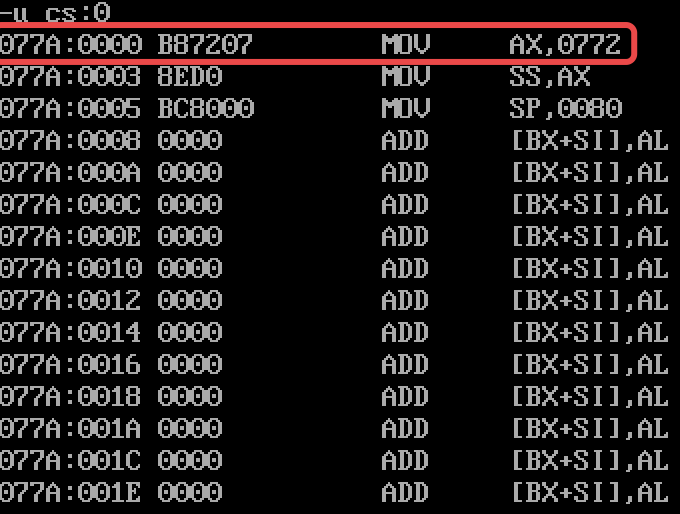 -u cs:0
077A:0000 B87207 MOV AX,0772
077A:0003 8ED0 MOV SS,AX
077A:0005 BC8000 MOV SP,0080
077A:0008 0000 ADD [BX+SI],AL
077A:000A 0000 ADD [BX+SI],AL
077A:000C 0000 ADD [BX+SI],AL
077A:000E 0000 ADD [BX+SI],AL
077A:0010 0000 ADD [BX+SI],AL
077A:0012 0000 ADD [BX+SI],AL
077A:0014 0000 ADD [BX+SI],AL
077A:0016 0000 ADD [BX+SI],AL
077A:0018 0000 ADD [BX+SI],AL
077A:001A 0000 ADD [BX+SI],AL
077A:001C 0000 ADD [BX+SI],AL
077A:001E 0000 ADD [BX+SI],AL